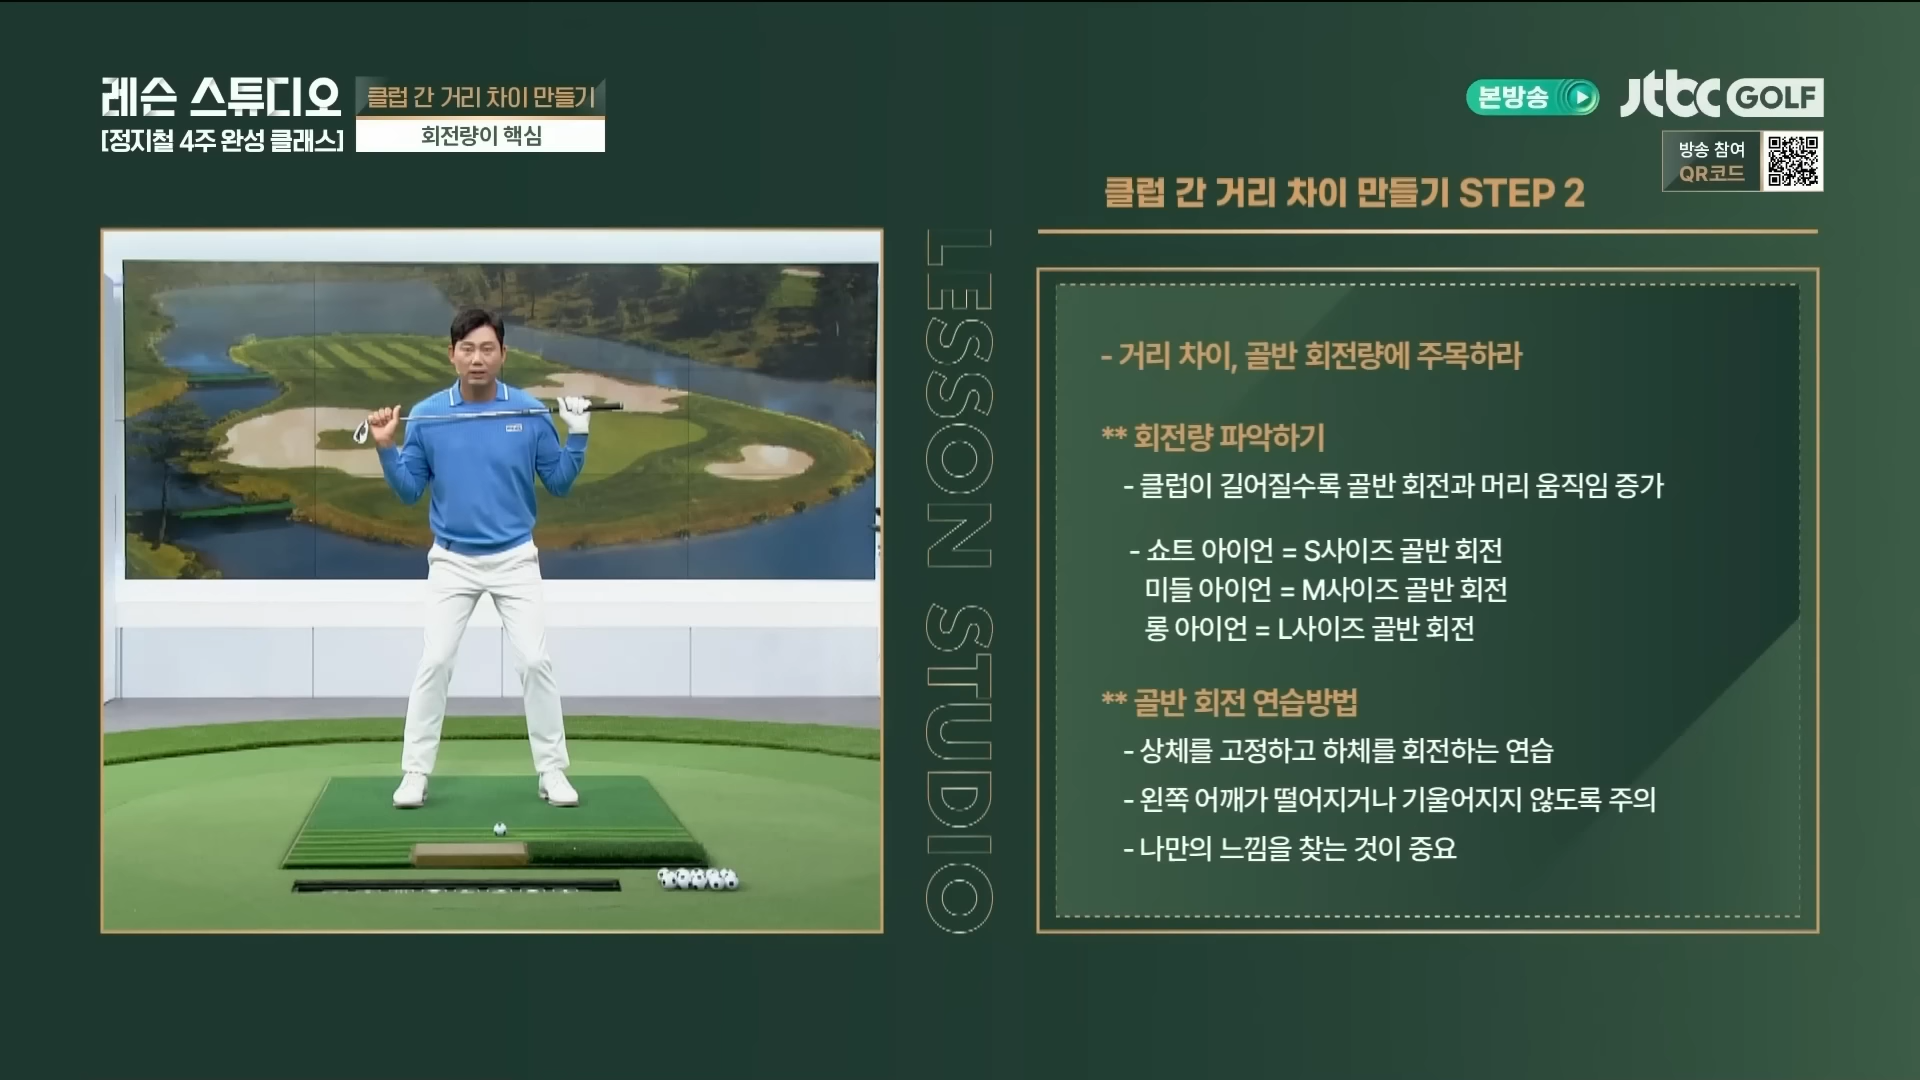 레슨 스튜디오
[정지철 4주 완성 클래스]
클럽 간 거리 차이 만들기
회전량이 핵심
본방송
JTBC GOLF
방송 참여
QR코드
클럽 간 거리 차이 만들기 STEP 2
LESSON STUDIO
- 거리 차이, 골반 회전량에 주목하라
** 회전량 파악하기
- 클럽이 길어질수록 골반 회전과 머리 움직임 증가
- 쇼트 아이언 = S사이즈 골반 회전
미들 아이언 = M사이즈 골반 회전
롱 아이언 = L사이즈 골반 회전
** 골반 회전 연습방법
- 상체를 고정하고 하체를 회전하는 연습
- 왼쪽 어깨가 떨어지거나 기울어지지 않도록 주의
- 나만의 느낌을 찾는 것이 중요